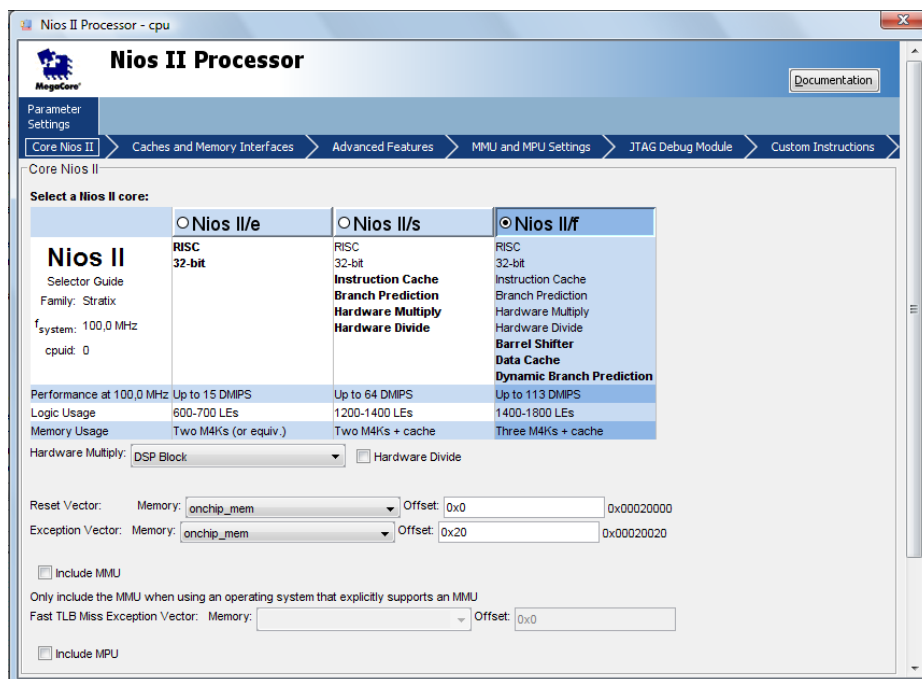 Nios II Processor - cpu
Nios II Processor
MegaCore®
Documentation
Parameter
Settings
Core Nios II
Caches and Memory Interfaces
Advanced Features
MMU and MPU Settings
JTAG Debug Module
Custom Instructions
Core Nios II
Select a Nios II core:
Nios II/e
Nios II/s
Nios II/f
Nios II
Selector Guide
Family: Stratix
fsystem: 100,0 MHz
cpuid: 0
RISC
32-bit
RISC
32-bit
Instruction Cache
Branch Prediction
Hardware Multiply
Hardware Divide
RISC
32-bit
Instruction Cache
Branch Prediction
Hardware Multiply
Hardware Divide
Barrel Shifter
Data Cache
Dynamic Branch Prediction
Performance at 100,0 MHz Up to 15 DMIPS Up to 64 DMIPS Up to 113 DMIPS
Logic Usage 600-700 LEs 1200-1400 LEs 1400-1800 LEs
Memory Usage Two M4Ks (or equiv.) Two M4Ks + cache Three M4Ks + cache
Hardware Multiply: DSP Block Hardware Divide
Reset Vector: Memory: onchip_mem Offset: 0x0 0x00020000
Exception Vector: Memory: onchip_mem Offset: 0x20 0x00020020
Include MMU
Only include the MMU when using an operating system that explicitly supports an MMU
Fast TLB Miss Exception Vector: Memory: Offset: 0x0
Include MPU